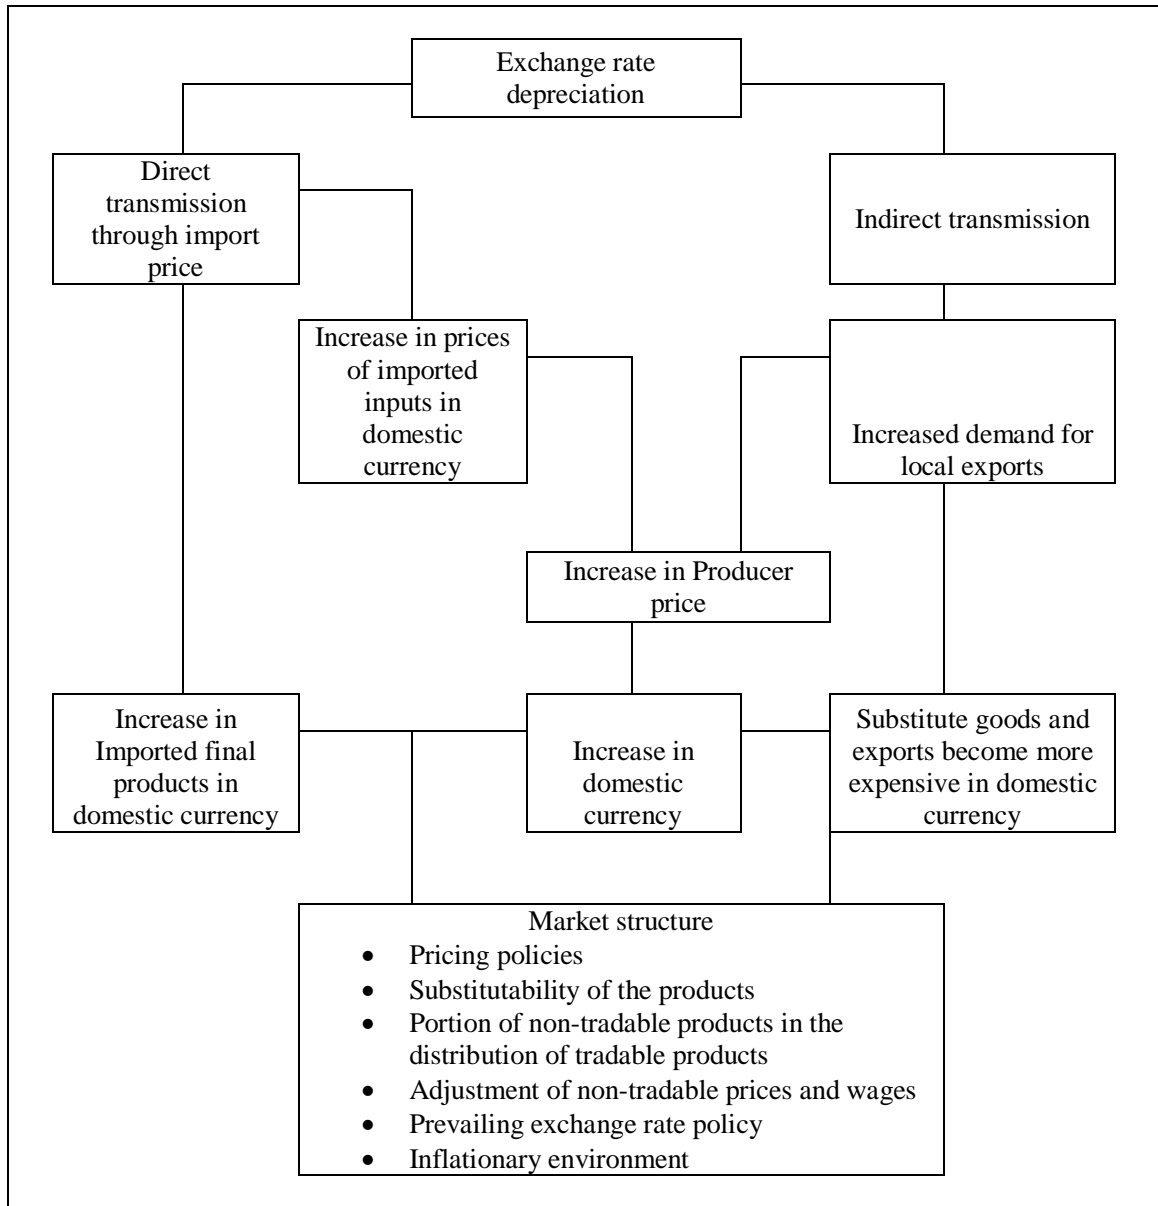 Exchange rate
depreciation
Direct
transmission
through import
price
Indirect transmission
Increase in prices
of imported
inputs in
domestic
currency
Increased demand for
local exports
Increase in Producer
price
Increase in
Imported final
products in
domestic currency
Increase in
domestic
currency
Substitute goods and
exports become more
expensive in domestic
currency
Market structure
• Pricing policies
• Substitutability of the products
• Portion of non-tradable products in the
distribution of tradable products
• Adjustment of non-tradable prices and wages
• Prevailing exchange rate policy
• Inflationary environment